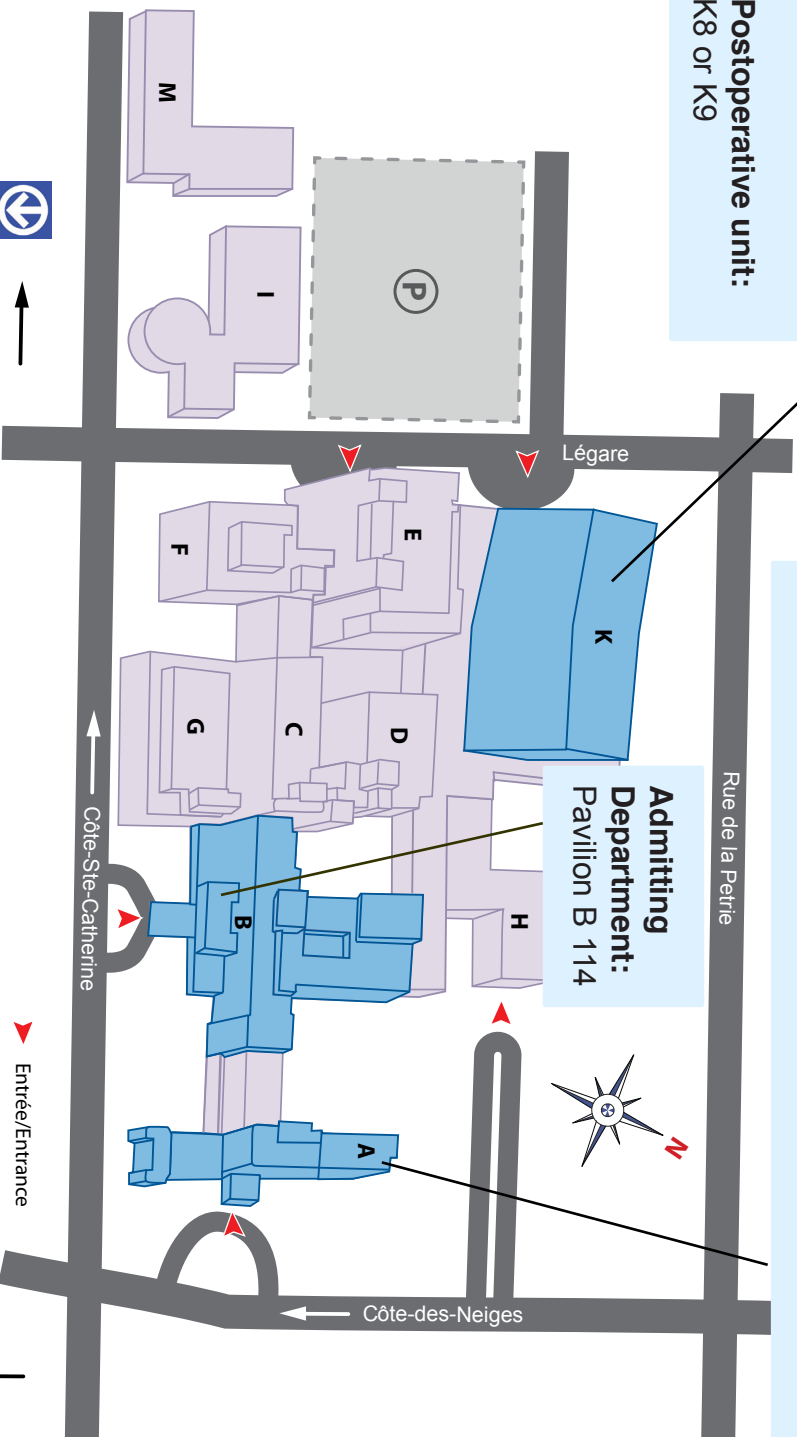 Postoperative unit:
K8 or K9
M
I
P
Légare
F
E
K
G
C
D
Rue de la Petrie
Admitting
Department:
Pavilion B 114
B
H
Côte-Ste-Catherine
N
A
Entrée/Entrance
Côte-des-Neiges